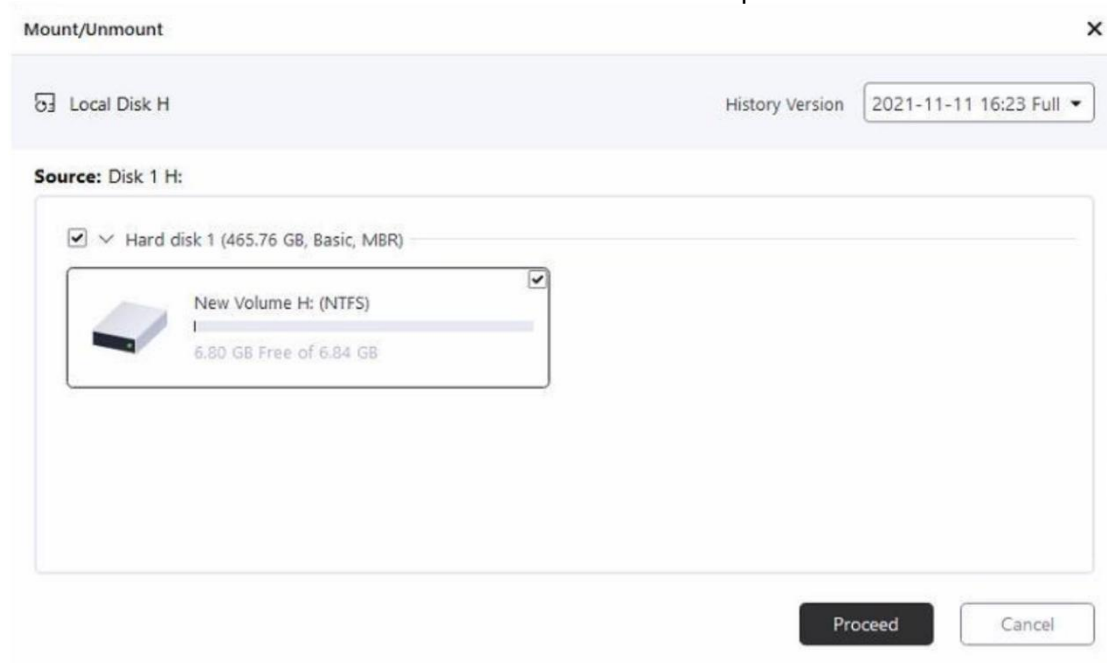 Mount/Unmount
Local Disk H
History Version
2021-11-11 16:23 Full
Source: Disk 1 H:
Hard disk 1 (465.76 GB, Basic, MBR)
New Volume H: (NTFS)
6.80 GB Free of 6.84 GB
Proceed
Cancel